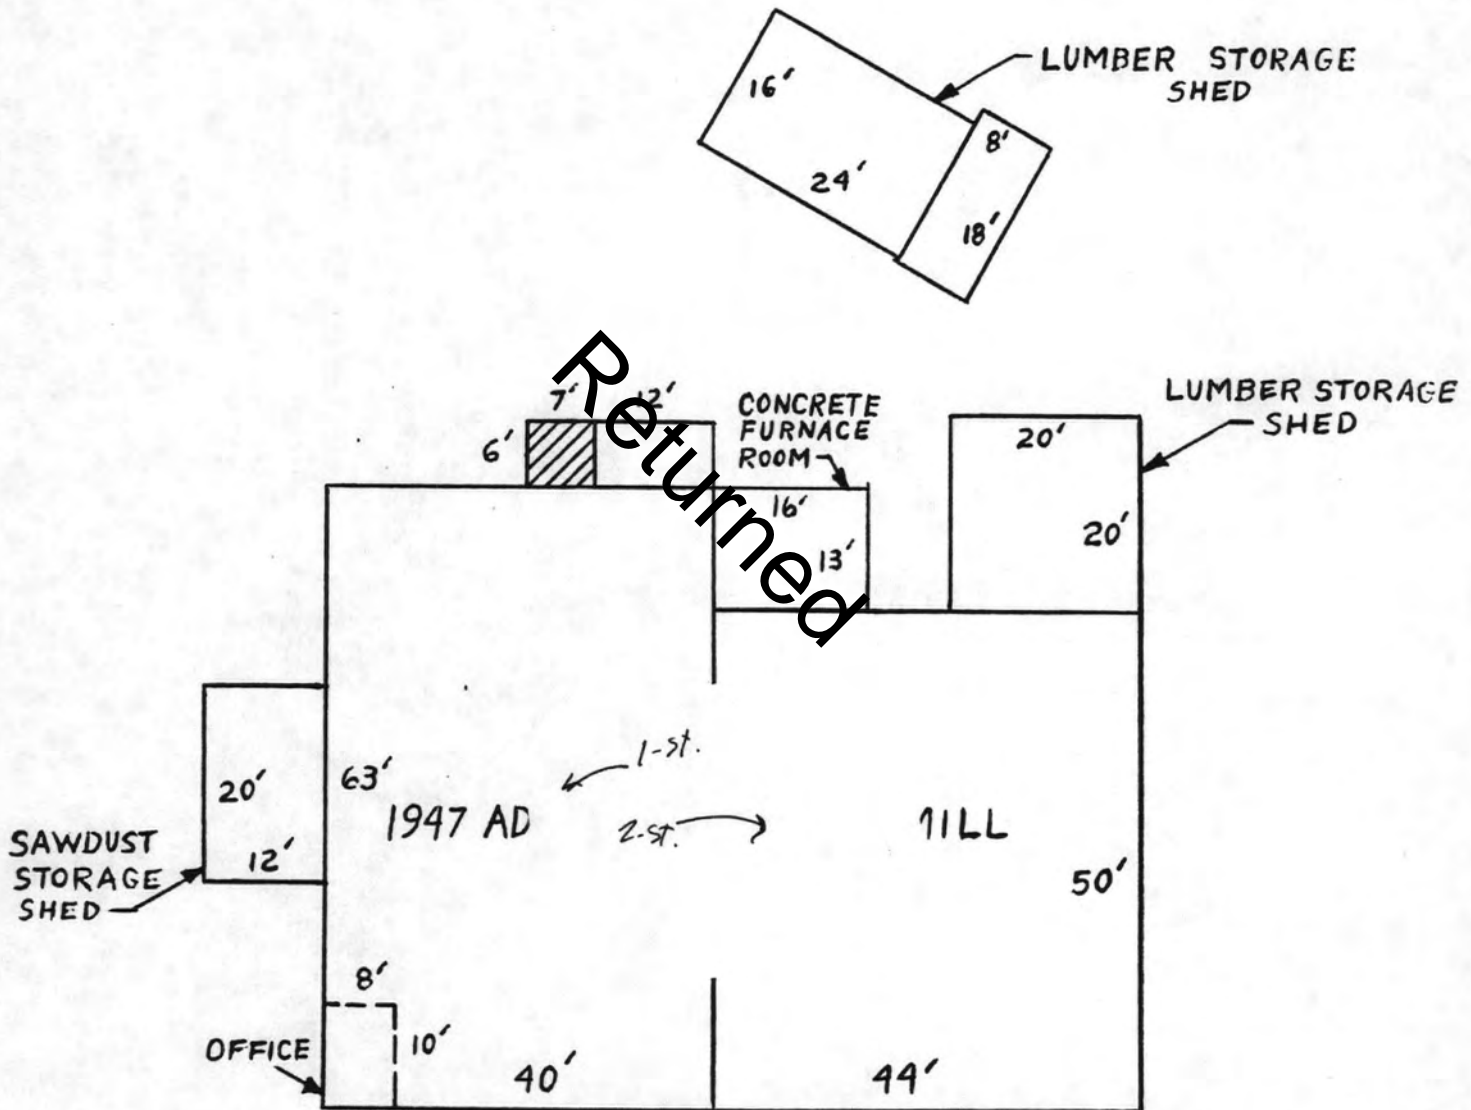 LUMBER STORAGE
SHED
16'
8'
24'
18'
Returned
7'
12'
6'
CONCRETE
FURNACE
ROOM
16'
13'
LUMBER STORAGE
SHED
20'
20'
1-st.
2-st.
63'
1947 AD
20'
12'
SAWDUST
STORAGE
SHED
50'
8'
10'
OFFICE
40'
44'